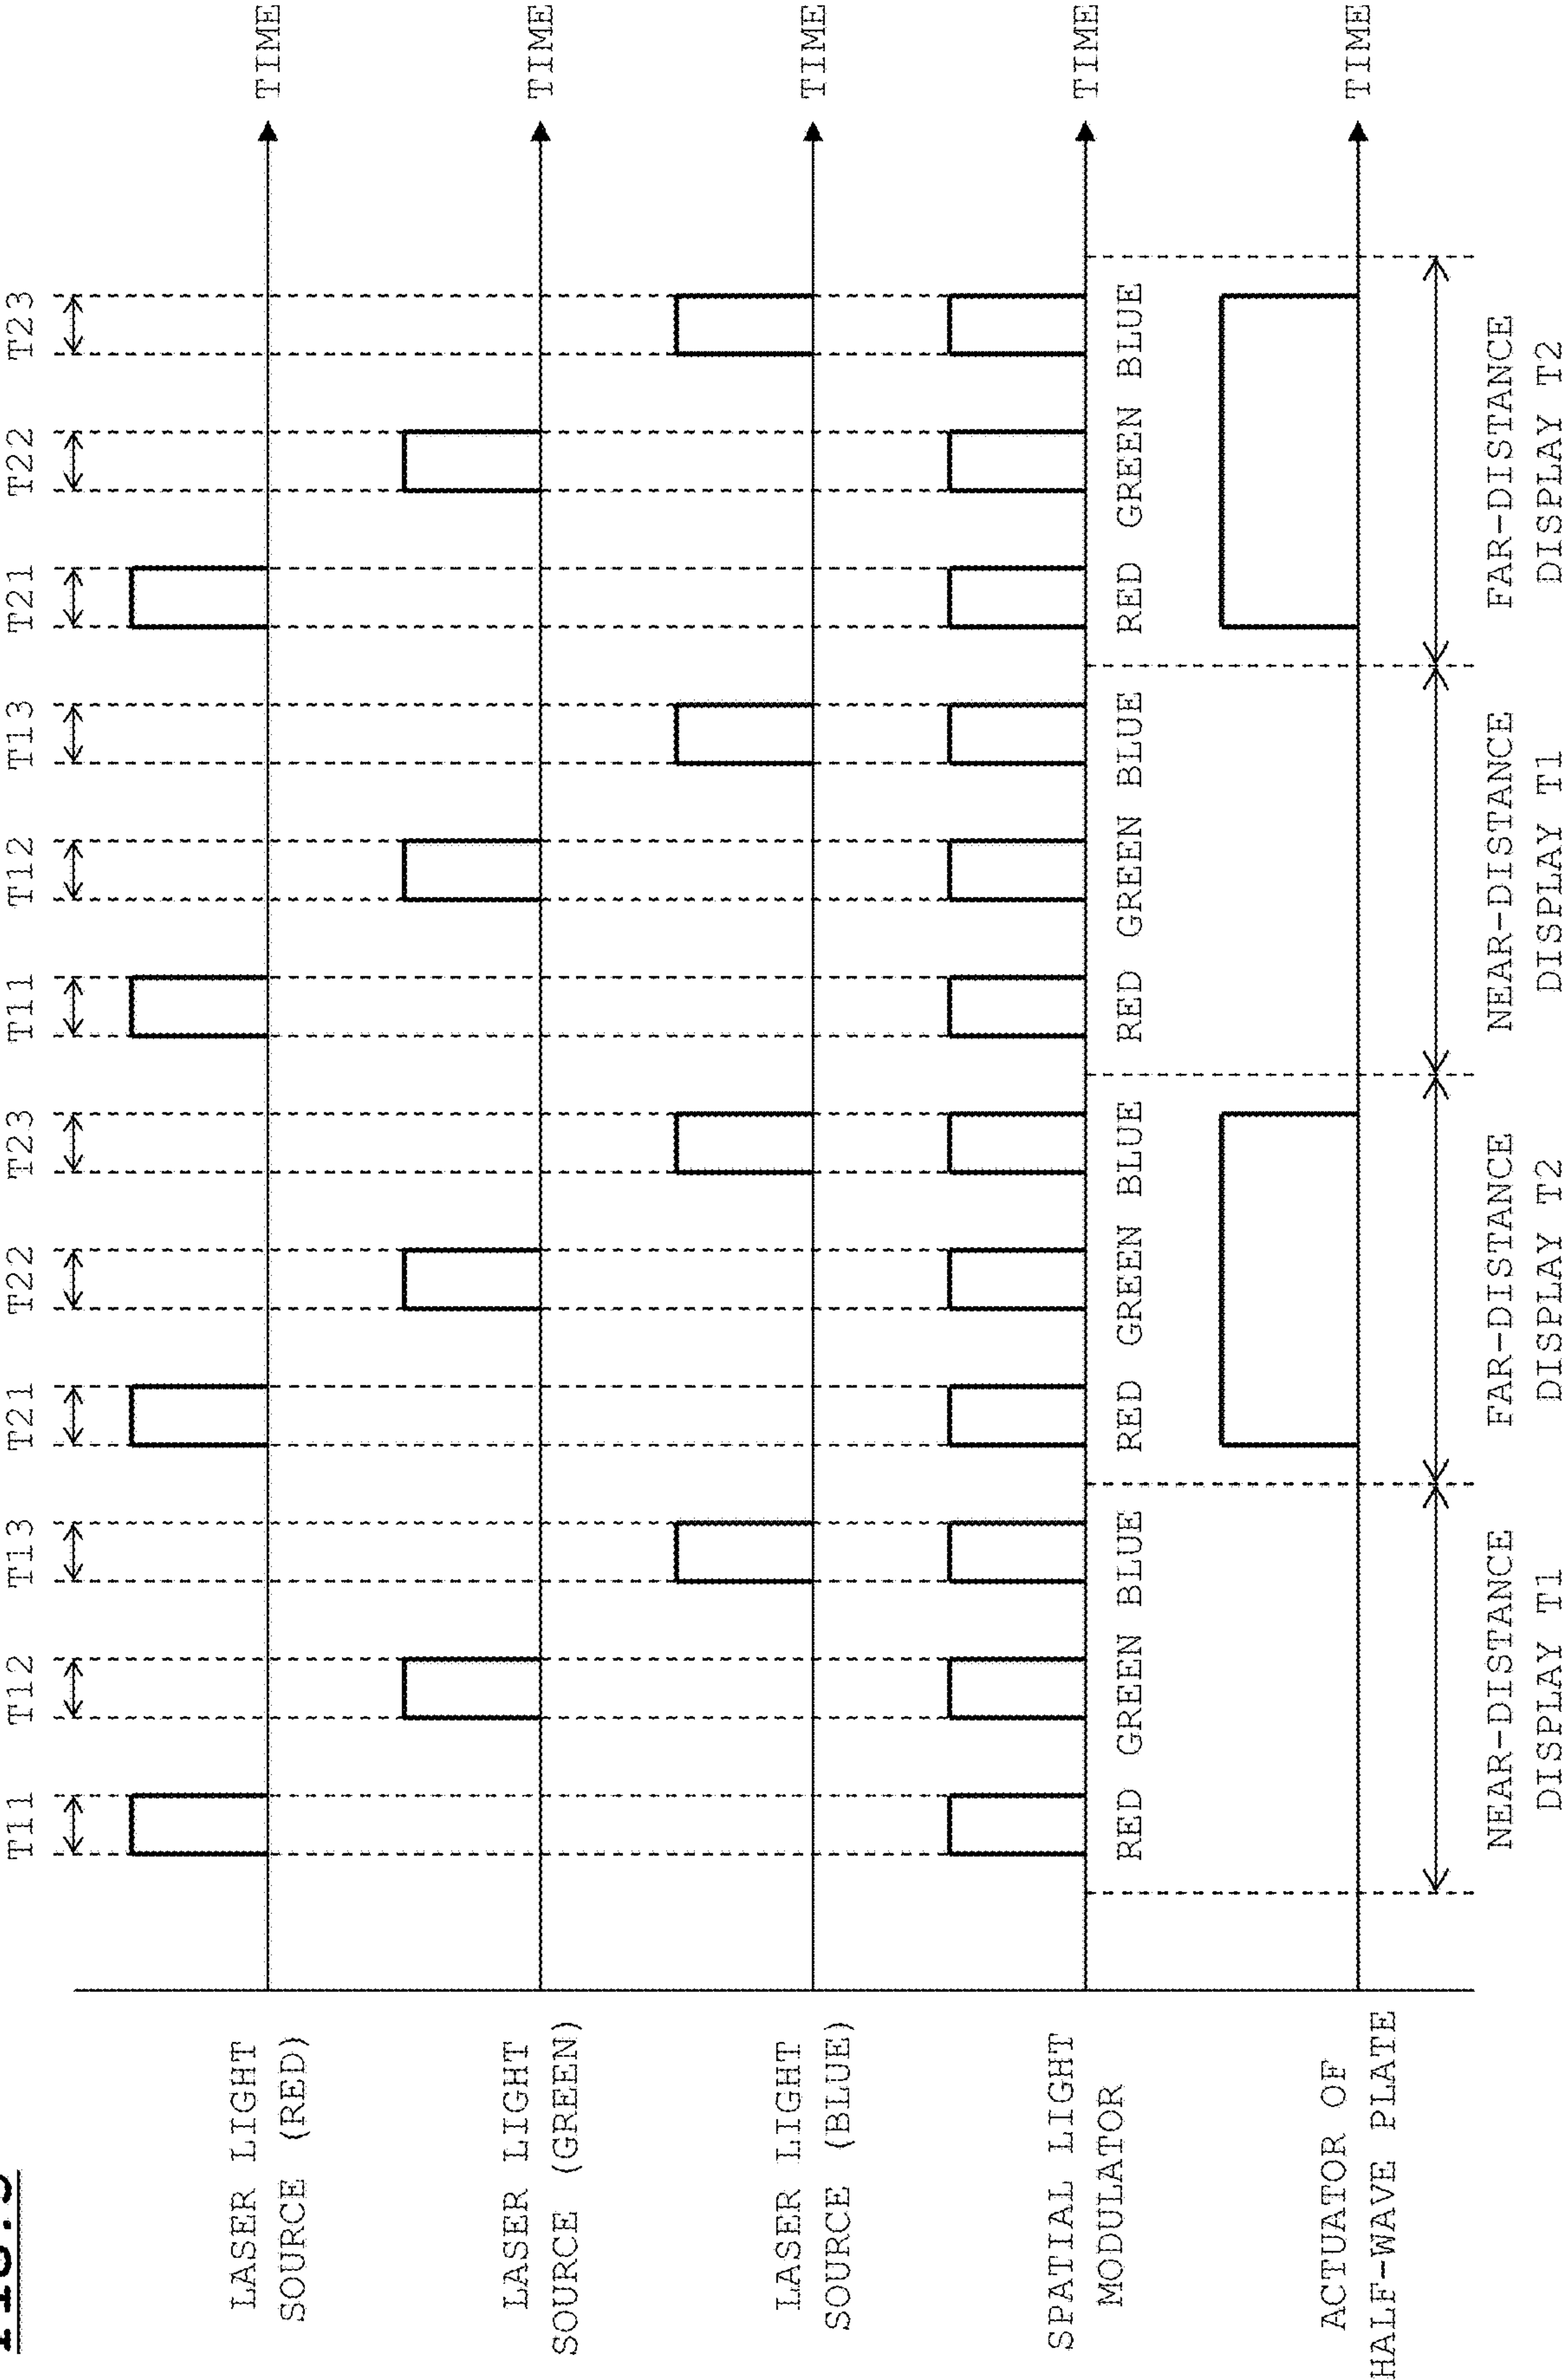 T11 T12 T13 T21 T22 T23 T11 T12 T13 T21 T22 T23
LASER LIGHT
SOURCE (RED)
TIME
LASER LIGHT
SOURCE (GREEN)
TIME
LASER LIGHT
SOURCE (BLUE)
TIME
SPATIAL LIGHT
MODULATOR
TIME
RED GREEN BLUE RED GREEN BLUE RED GREEN BLUE RED GREEN BLUE
ACTUATOR OF
HALF-WAVE PLATE
TIME
NEAR-DISTANCE
DISPLAY T1
FAR-DISTANCE
DISPLAY T2
NEAR-DISTANCE
DISPLAY T1
FAR-DISTANCE
DISPLAY T2